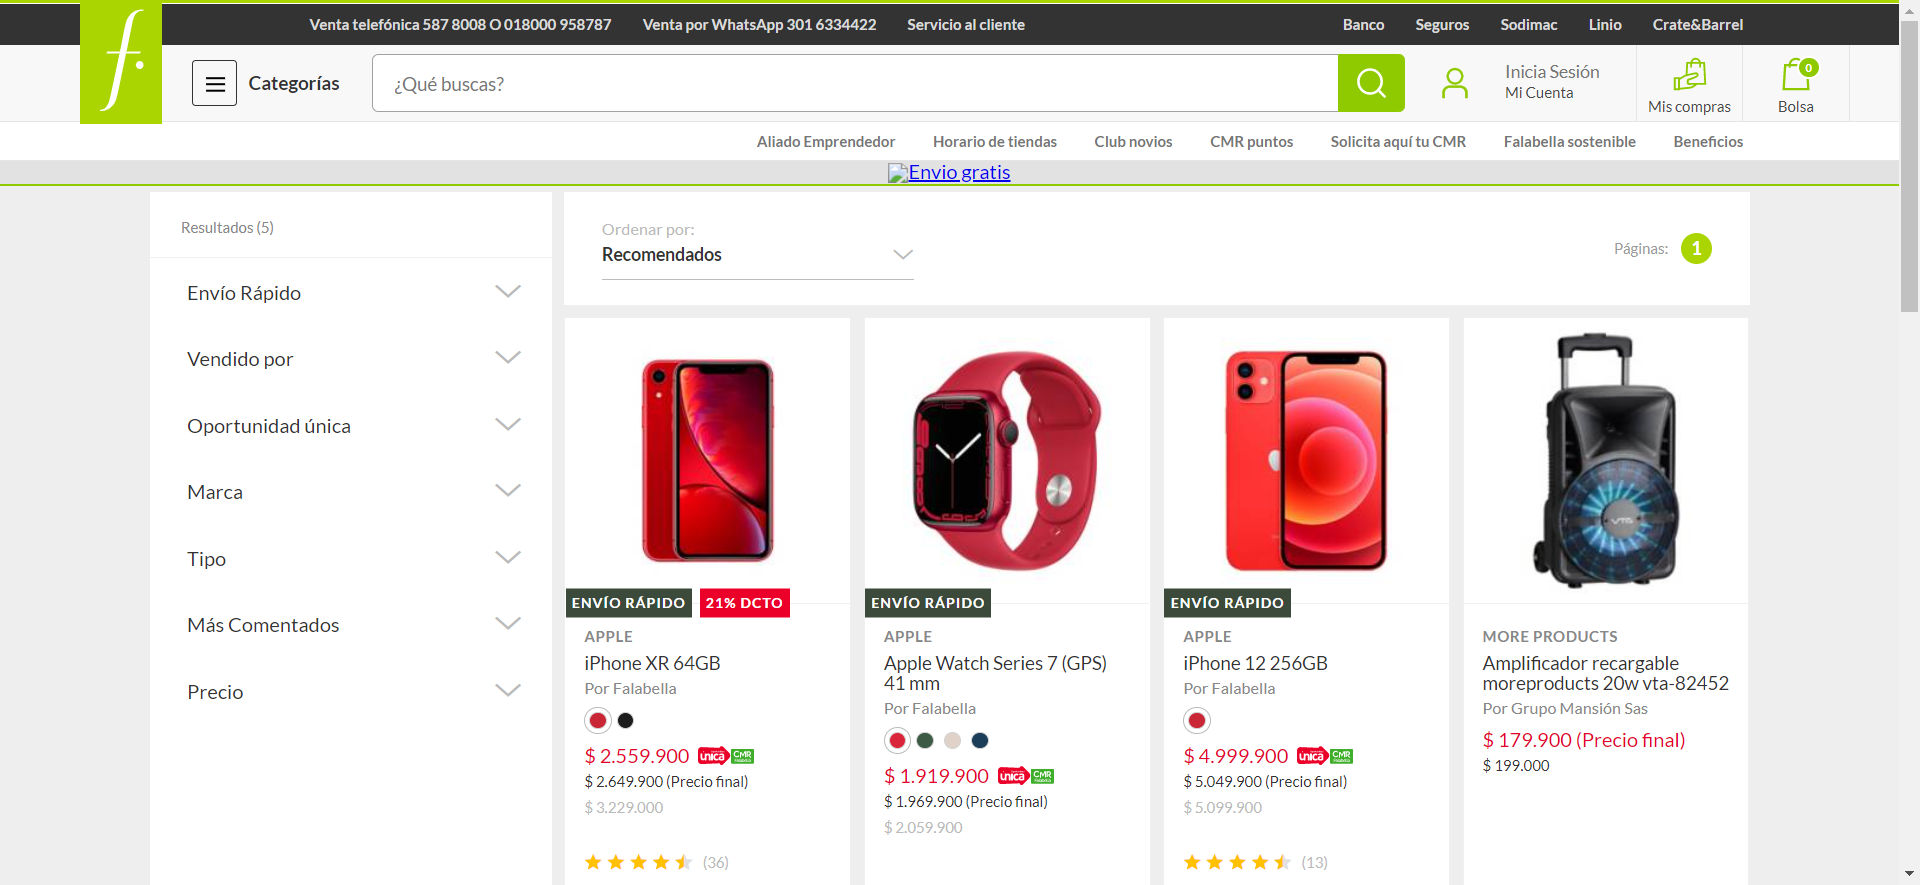 Venta telefónica 587 8008 O 018000 958787 Venta por WhatsApp 301 6334422 Servicio al cliente Banco Seguros Sodimac Linio Crate&Barrel
f.
Categorías
¿Qué buscas?
Inicia Sesión
Mi Cuenta
Mis compras
0
Bolsa
Aliado Emprendedor Horario de tiendas Club novios CMR puntos Solicita aquí tu CMR Falabella sostenible Beneficios
Envio gratis
Resultados (5)
Envío Rápido
Vendido por
Oportunidad única
Marca
Tipo
Más Comentados
Precio
Ordenar por:
Recomendados
Páginas: 1
ENVÍO RÁPIDO 21% DCTO
APPLE
iPhone XR 64GB
Por Falabella
$ 2.559.900 única CMR
$ 2.649.900 (Precio final)
$ 3.229.000
(36)
ENVÍO RÁPIDO
APPLE
Apple Watch Series 7 (GPS)
41 mm
Por Falabella
$ 1.919.900 única CMR
$ 1.969.900 (Precio final)
$ 2.059.900
ENVÍO RÁPIDO
APPLE
iPhone 12 256GB
Por Falabella
$ 4.999.900 única CMR
$ 5.049.900 (Precio final)
$ 5.099.900
(13)
VTA
MORE PRODUCTS
Amplificador recargable
moreproducts 20w vta-82452
Por Grupo Mansión Sas
$ 179.900 (Precio final)
$ 199.000